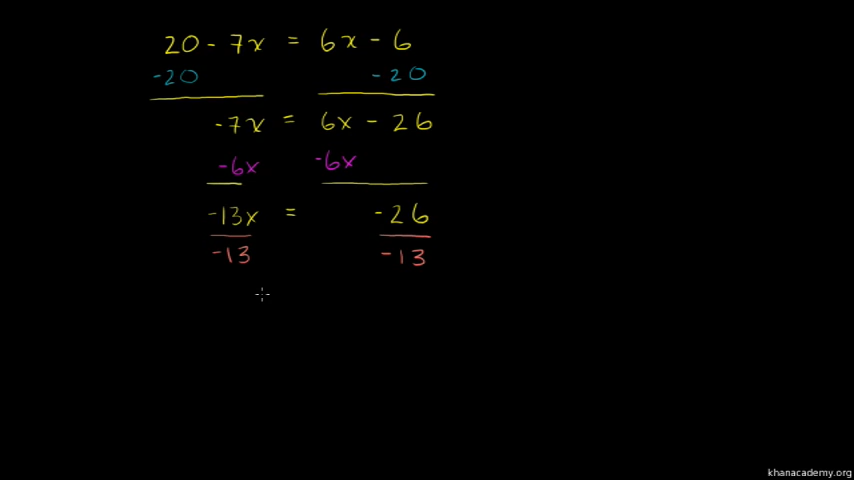 20 - 7x = 6x - 6
-20 - 20
-7x = 6x - 26
-6x -6x
-13x = -26
-13 -13
khanacademy.org